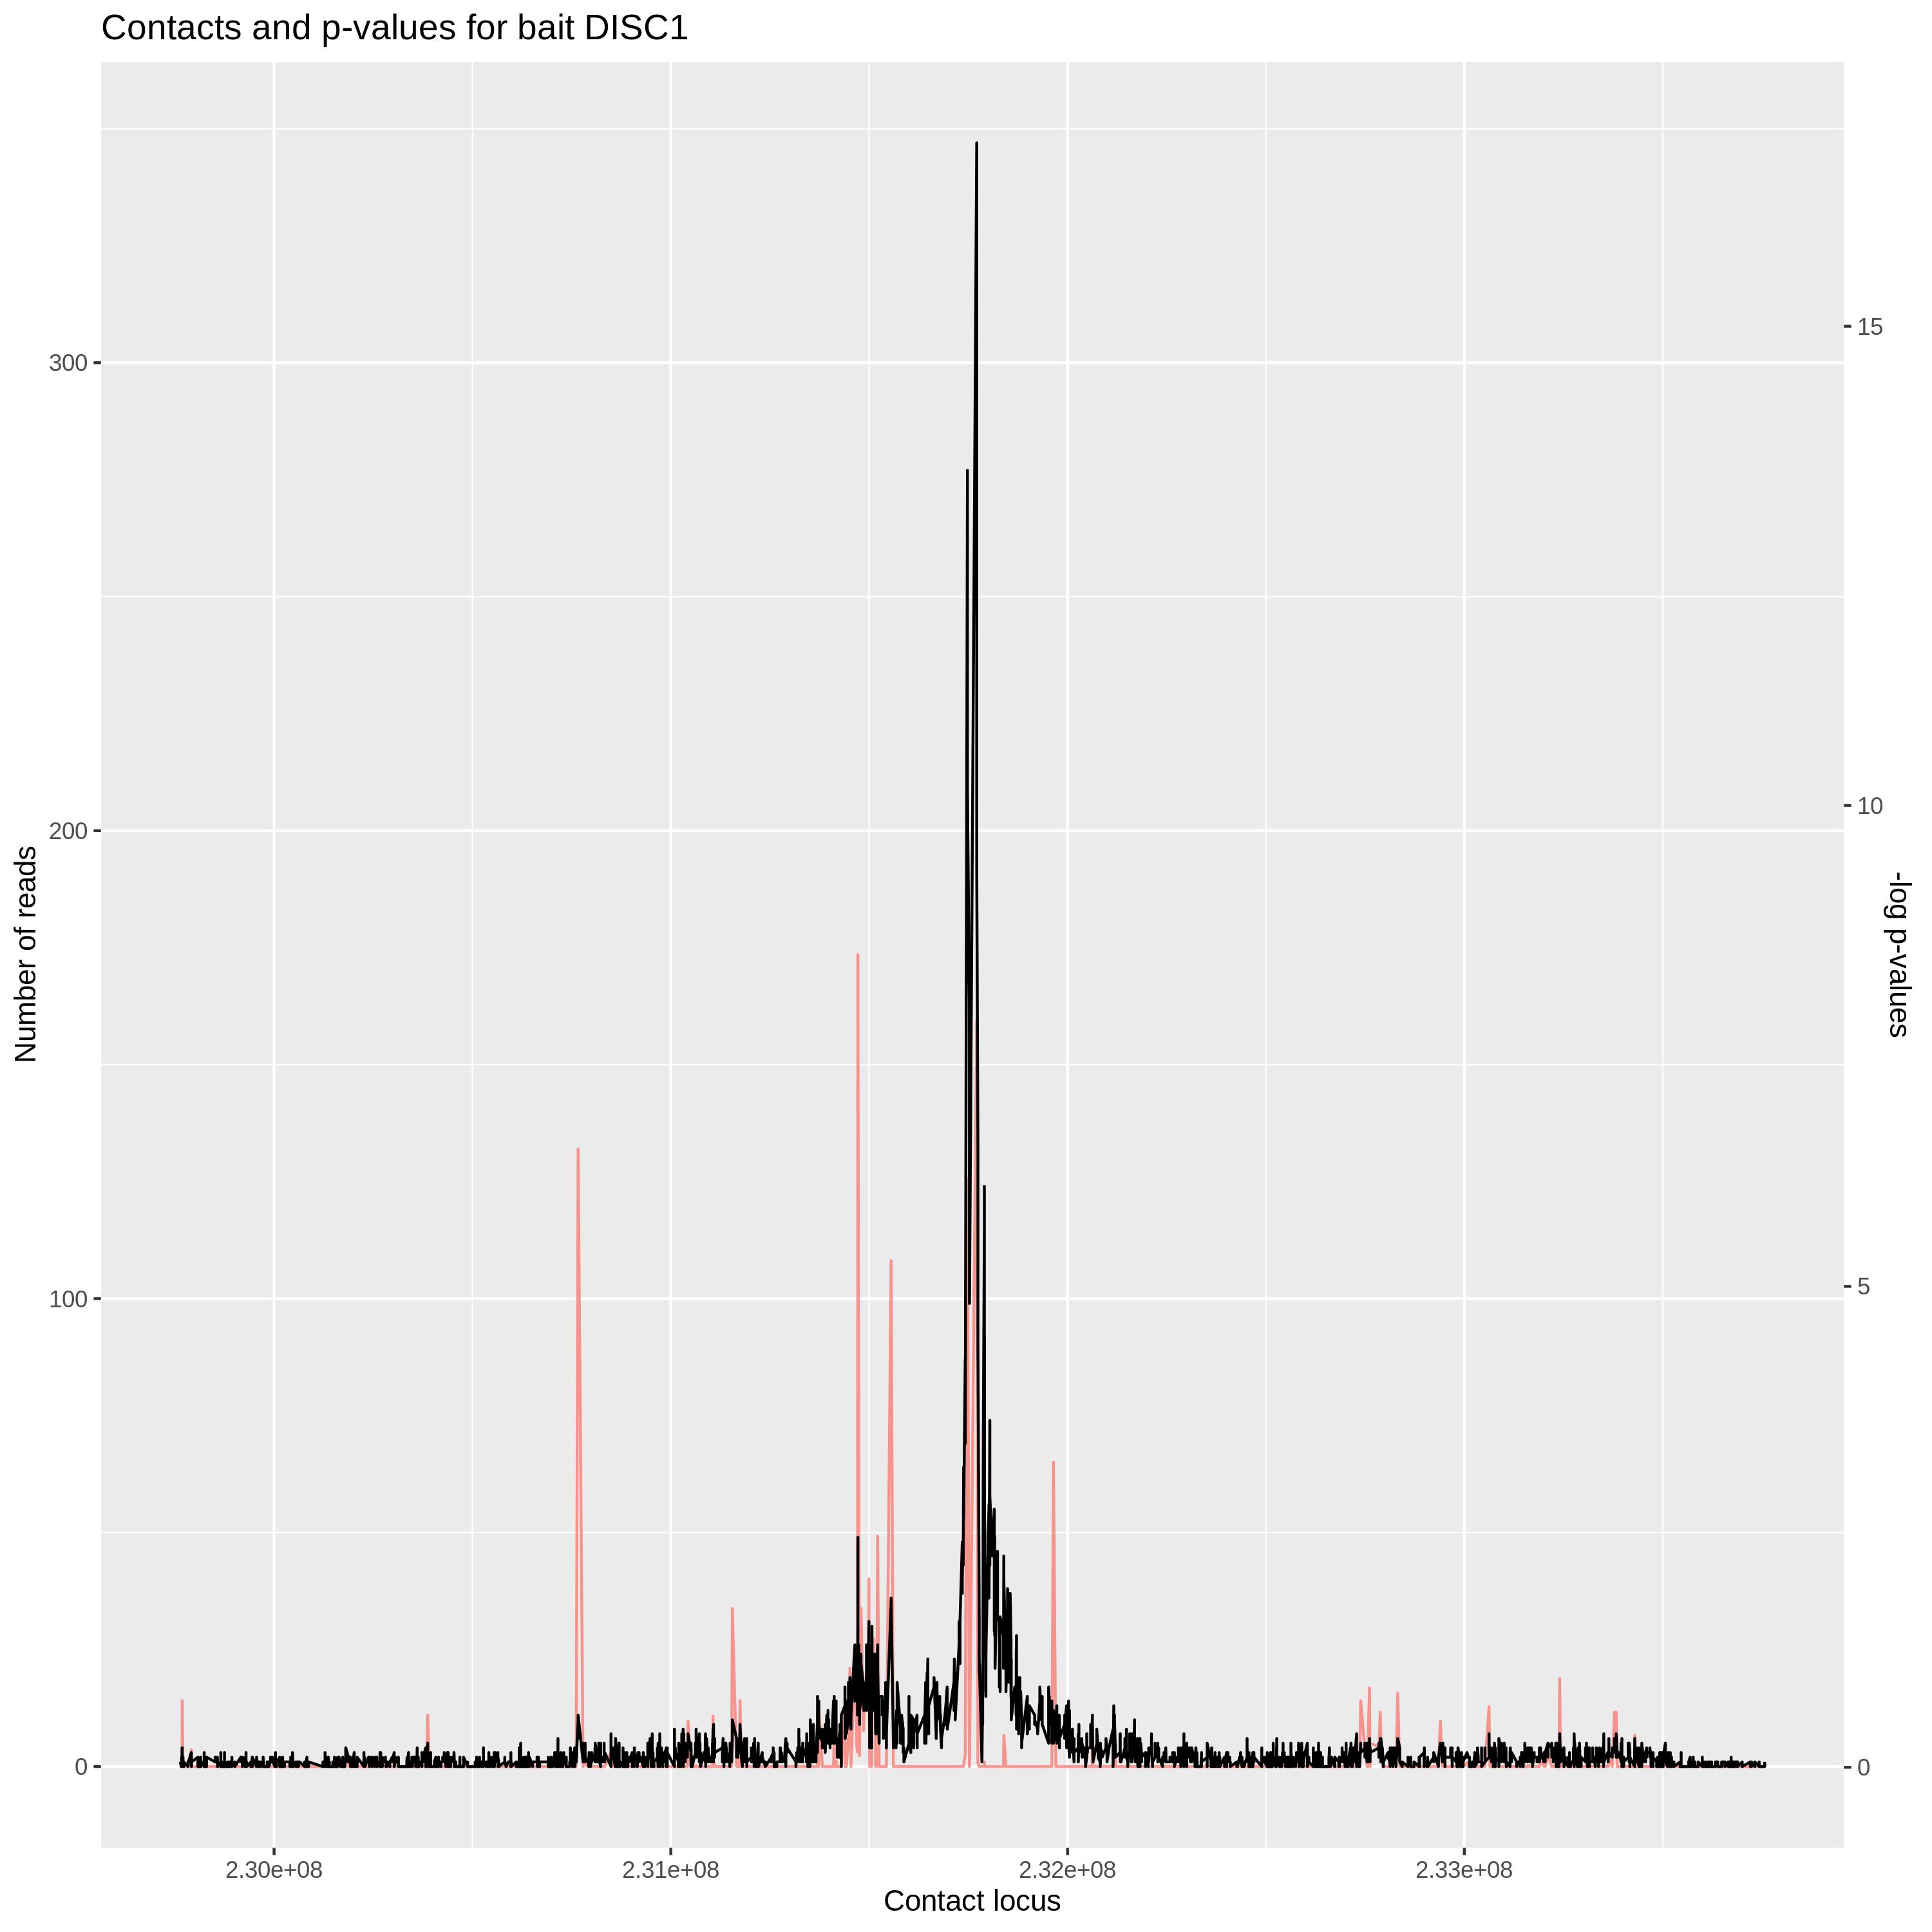 Contacts and p-values for bait DISC1
300
200
100
0
Number of reads
15
10
5
0
-log p-values
2.30e+08
2.31e+08
2.32e+08
2.33e+08
Contact locus